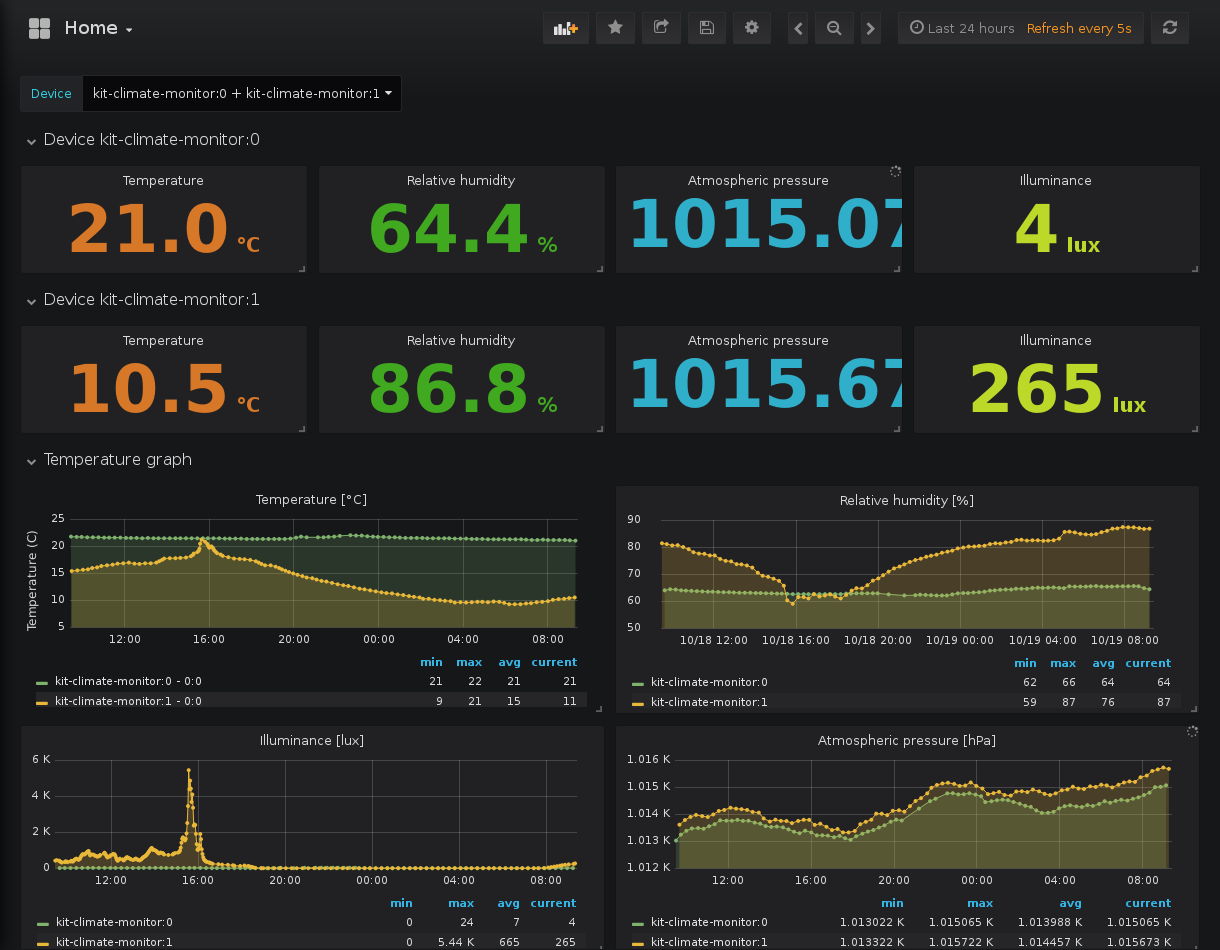 Home
Last 24 hours Refresh every 5s
Device kit-climate-monitor:0 + kit-climate-monitor:1
Device kit-climate-monitor:0
Temperature Relative humidity Atmospheric pressure Illuminance
21.0 °C 64.4 % 1015.07 4 lux
Device kit-climate-monitor:1
Temperature Relative humidity Atmospheric pressure Illuminance
10.5 °C 86.8 % 1015.67 265 lux
Temperature graph
Temperature [°C]
Temperature (C)
25
20
15
10
5
12:00 16:00 20:00 00:00 04:00 08:00
min max avg current
kit-climate-monitor:0 - 0:0 21 22 21 21
kit-climate-monitor:1 - 0:0 9 21 15 11
Relative humidity [%]
90
80
70
60
50
10/18 12:00 10/18 16:00 10/18 20:00 10/19 00:00 10/19 04:00 10/19 08:00
min max avg current
kit-climate-monitor:0 62 66 64 64
kit-climate-monitor:1 59 87 76 87
Illuminance [lux]
6 K
4 K
2 K
0
12:00 16:00 20:00 00:00 04:00 08:00
min max avg current
kit-climate-monitor:0 0 24 7 4
kit-climate-monitor:1 0 5.44 K 665 265
Atmospheric pressure [hPa]
1.016 K
1.015 K
1.014 K
1.013 K
1.012 K
12:00 16:00 20:00 00:00 04:00 08:00
min max avg current
kit-climate-monitor:0 1.013022 K 1.015065 K 1.013988 K 1.015065 K
kit-climate-monitor:1 1.013322 K 1.015722 K 1.014457 K 1.015673 K